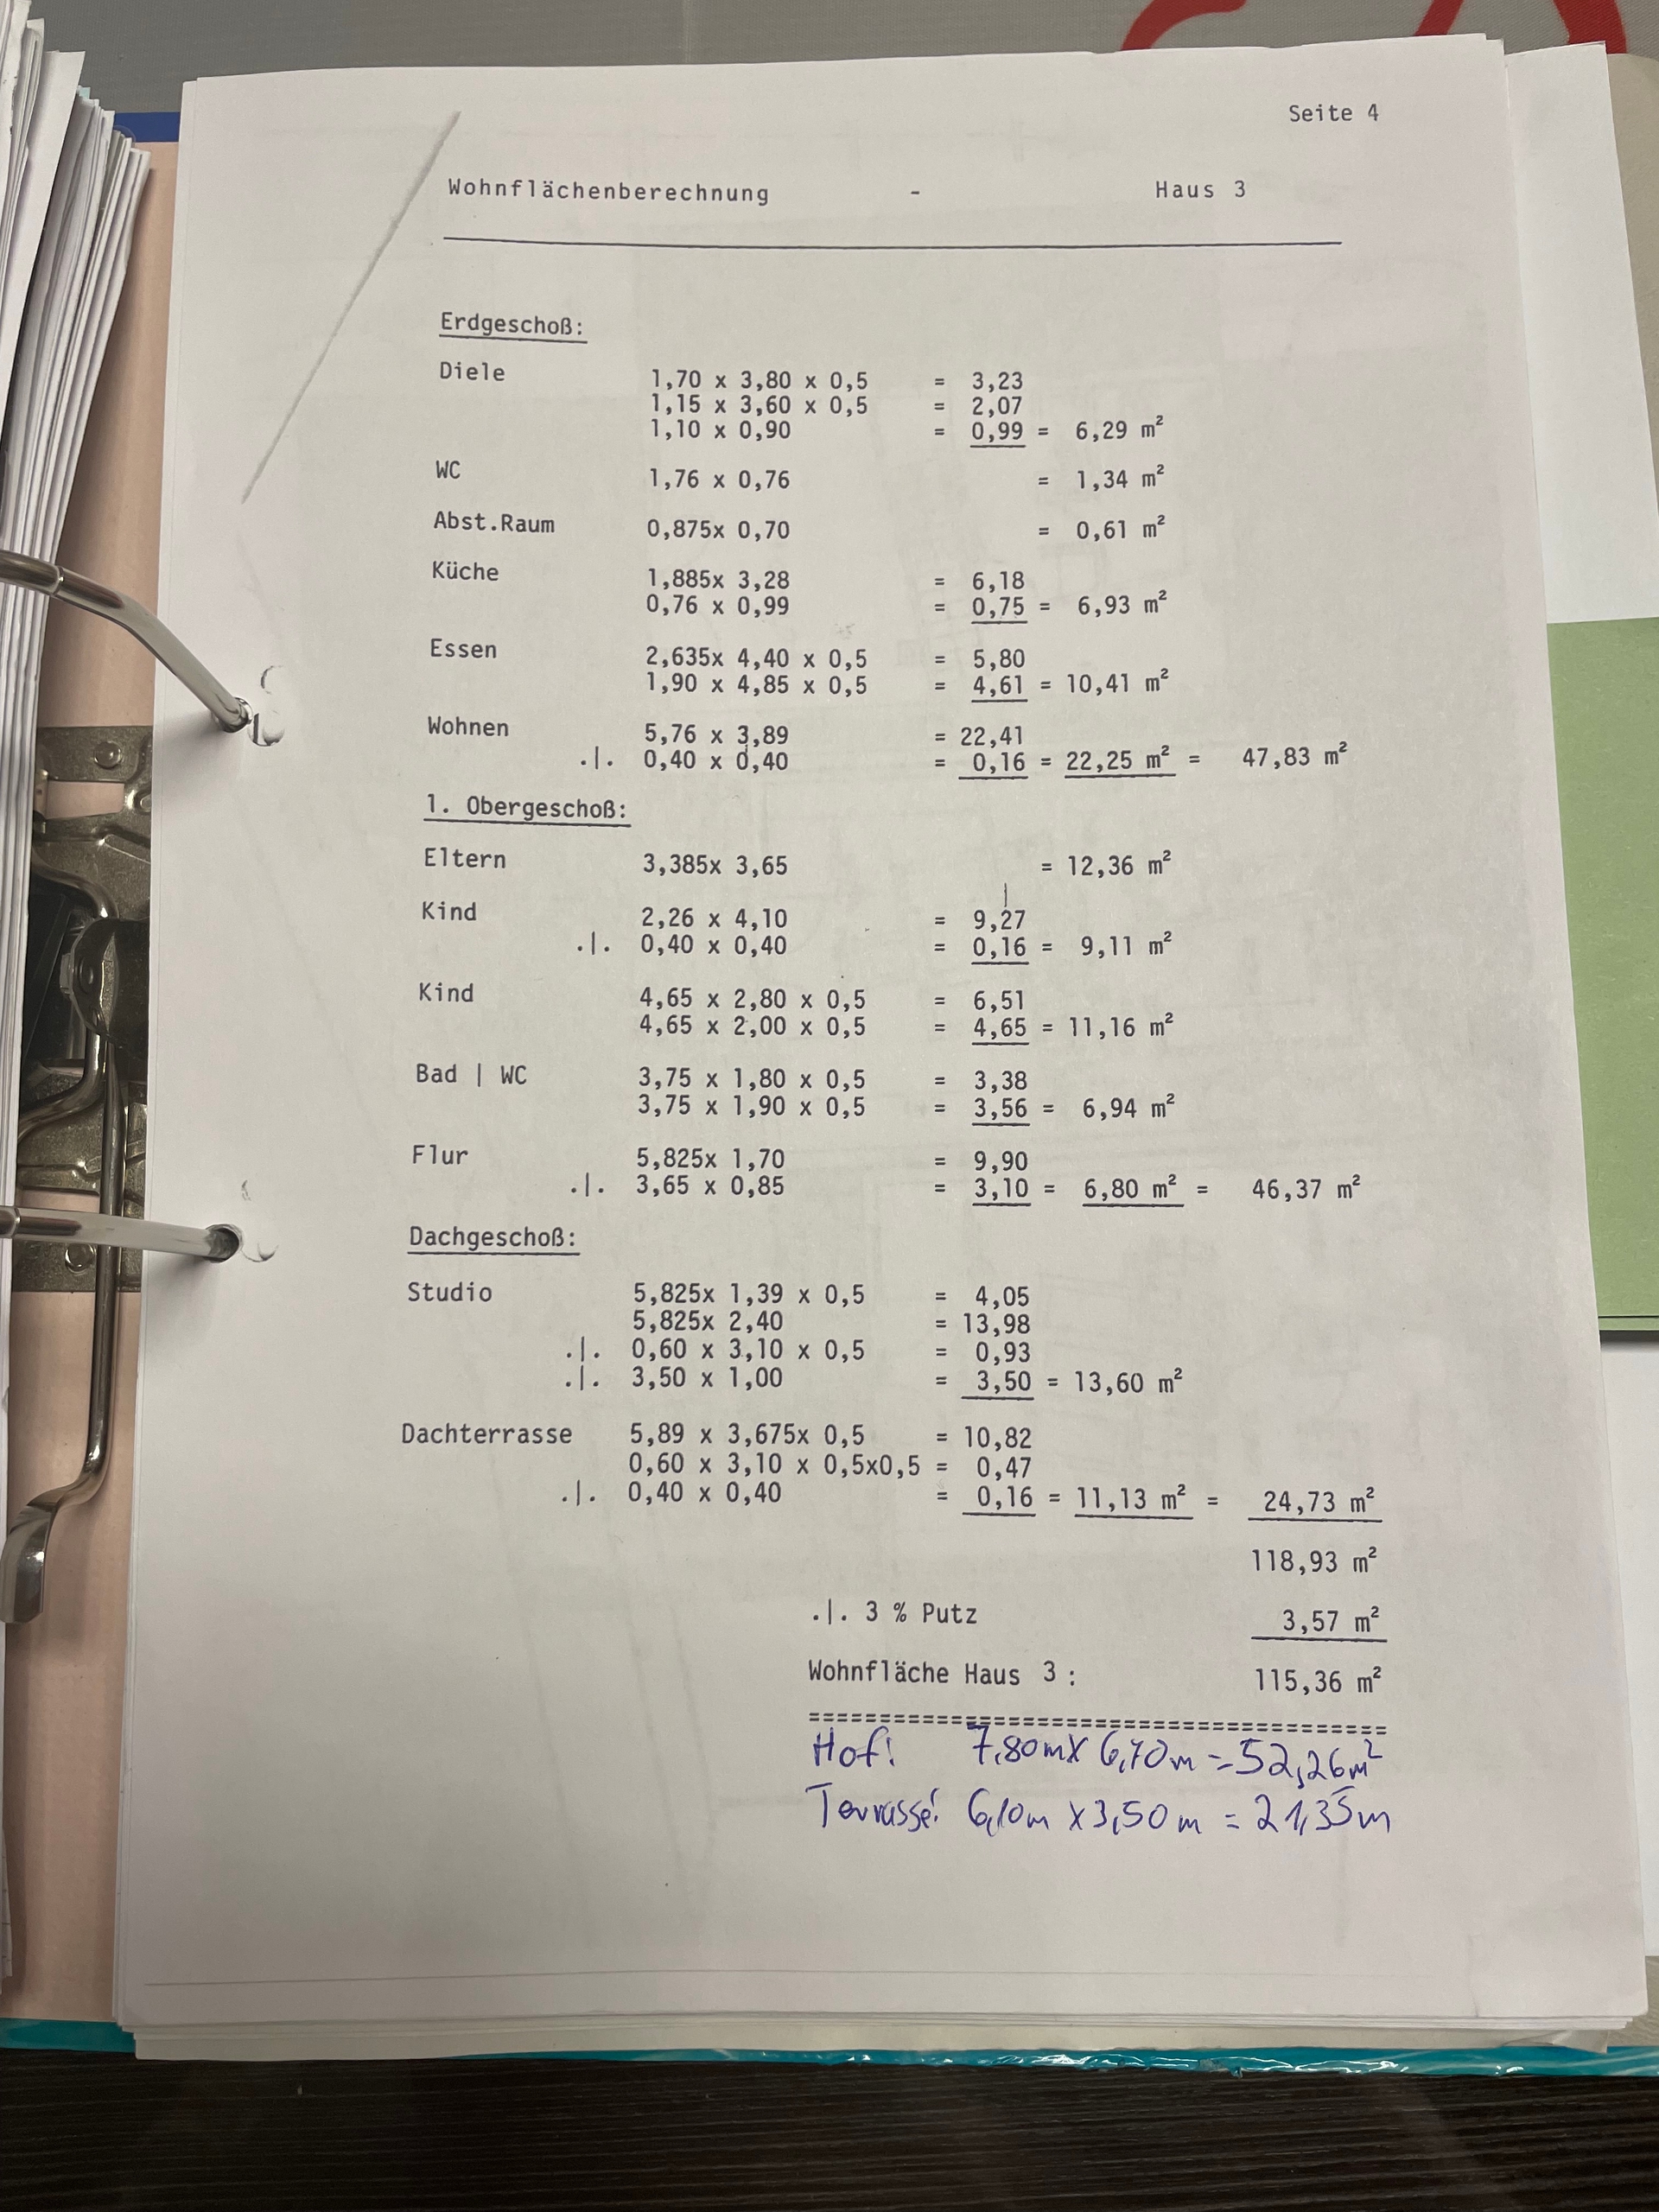 Seite 4
Wohnflächenberechnung - Haus 3
Erdgeschoß:
Diele 1,70 x 3,80 x 0,5 = 3,23
1,15 x 3,60 x 0,5 = 2,07
1,10 x 0,90 = 0,99 = 6,29 m²
WC 1,76 x 0,76 = 1,34 m²
Abst.Raum 0,875x 0,70 = 0,61 m²
Küche 1,885x 3,28 = 6,18
0,76 x 0,99 = 0,75 = 6,93 m²
Essen 2,635x 4,40 x 0,5 = 5,80
1,90 x 4,85 x 0,5 = 4,61 = 10,41 m²
Wohnen 5,76 x 3,89 = 22,41
.|. 0,40 x 0,40 = 0,16 = 22,25 m² = 47,83 m²
1. Obergeschoß:
Eltern 3,385x 3,65 = 12,36 m²
Kind 2,26 x 4,10 = 9,27
.|. 0,40 x 0,40 = 0,16 = 9,11 m²
Kind 4,65 x 2,80 x 0,5 = 6,51
4,65 x 2,00 x 0,5 = 4,65 = 11,16 m²
Bad | WC 3,75 x 1,80 x 0,5 = 3,38
3,75 x 1,90 x 0,5 = 3,56 = 6,94 m²
Flur 5,825x 1,70 = 9,90
.|. 3,65 x 0,85 = 3,10 = 6,80 m² = 46,37 m²
Dachgeschoß:
Studio 5,825x 1,39 x 0,5 = 4,05
5,825x 2,40 = 13,98
.|. 0,60 x 3,10 x 0,5 = 0,93
.|. 3,50 x 1,00 = 3,50 = 13,60 m²
Dachterrasse 5,89 x 3,675x 0,5 = 10,82
0,60 x 3,10 x 0,5x0,5 = 0,47
.|. 0,40 x 0,40 = 0,16 = 11,13 m² = 24,73 m²
118,93 m²
.|. 3 % Putz 3,57 m²
Wohnfläche Haus 3 : 115,36 m²
=========================================
Hof: 7,80m x 6,70m = 52,26m²
Terrasse: 6,10m x 3,50m = 21,35m